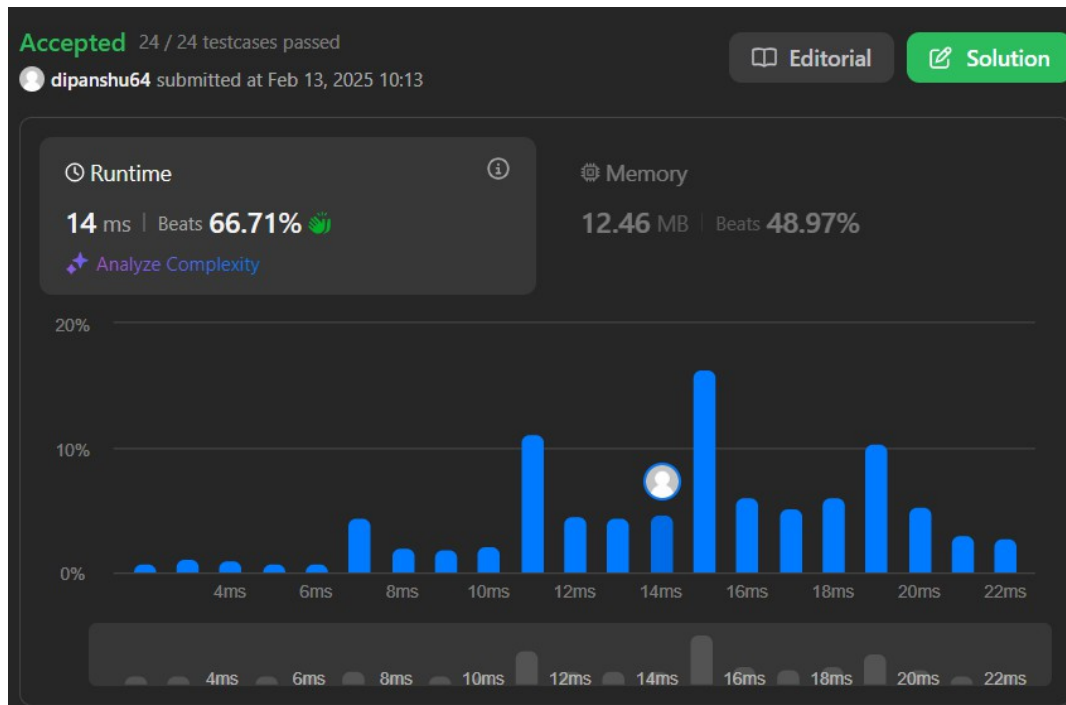 Accepted 24 / 24 testcases passed
dipanshu64 submitted at Feb 13, 2025 10:13
Editorial
Solution
Runtime
14 ms | Beats 66.71%
Analyze Complexity
Memory
12.46 MB | Beats 48.97%
20%
10%
0%
4ms 6ms 8ms 10ms 12ms 14ms 16ms 18ms 20ms 22ms
4ms 6ms 8ms 10ms 12ms 14ms 16ms 18ms 20ms 22ms